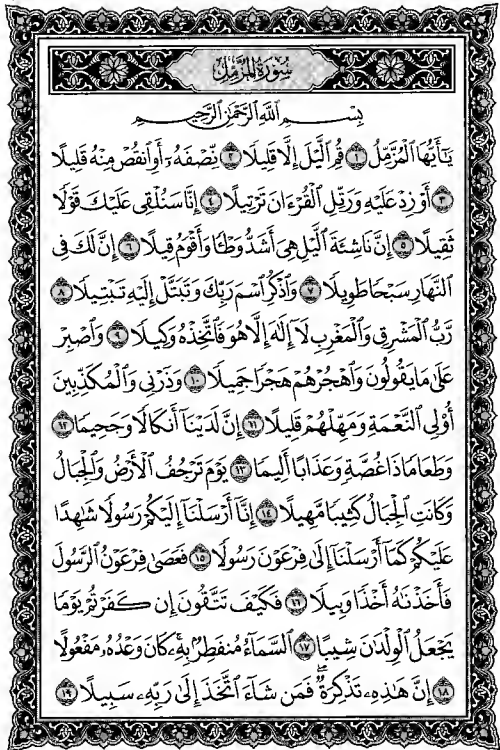 سُورَةُ المُزَّمِّل
بِسْمِ ٱللَّهِ ٱلرَّحْمَٰنِ ٱلرَّحِيمِ
يَٰٓأَيُّهَا ٱلْمُزَّمِّلُ ١ قُمِ ٱلَّيْلَ إِلَّا قَلِيلًا ٢ نِّصْفَهُۥٓ أَوِ ٱنقُصْ مِنْهُ قَلِيلًا
٣ أَوْ زِدْ عَلَيْهِ وَرَتِّلِ ٱلْقُرْءَانَ تَرْتِيلًا ٤ إِنَّا سَنُلْقِى عَلَيْكَ قَوْلًا
ثَقِيلًا ٥ إِنَّ نَاشِئَةَ ٱلَّيْلِ هِىَ أَشَدُّ وَطْـًٔا وَأَقْوَمُ قِيلًا ٦ إِنَّ لَكَ فِى
ٱلنَّهَارِ سَبْحًا طَوِيلًا ٧ وَٱذْكُرِ ٱسْمَ رَبِّكَ وَتَبَتَّلْ إِلَيْهِ تَبْتِيلًا ٨
رَّبُّ ٱلْمَشْرِقِ وَٱلْمَغْرِبِ لَآ إِلَٰهَ إِلَّا هُوَ فَٱتَّخِذْهُ وَكِيلًا ٩ وَٱصْبِرْ
عَلَىٰ مَا يَقُولُونَ وَٱهْجُرْهُمْ هَجْرًا جَمِيلًا ١٠ وَذَرْنِى وَٱلْمُكَذِّبِينَ
أُو۟لِى ٱلنَّعْمَةِ وَمَهِّلْهُمْ قَلِيلًا ١١ إِنَّ لَدَيْنَآ أَنكَالًا وَجَحِيمًا ١٢
وَطَعَامًا ذَا غُصَّةٍ وَعَذَابًا أَلِيمًا ١٣ يَوْمَ تَرْجُفُ ٱلْأَرْضُ وَٱلْجِبَالُ
وَكَانَتِ ٱلْجِبَالُ كَثِيبًا مَّهِيلًا ١٤ إِنَّآ أَرْسَلْنَآ إِلَيْكُمْ رَسُولًا شَٰهِدًا
عَلَيْكُمْ كَمَآ أَرْسَلْنَآ إِلَىٰ فِرْعَوْنَ رَسُولًا ١٥ فَعَصَىٰ فِرْعَوْنُ ٱلرَّسُولَ
فَأَخَذْنَٰهُ أَخْذًا وَبِيلًا ١٦ فَكَيْفَ تَتَّقُونَ إِن كَفَرْتُمْ يَوْمًا
يَجْعَلُ ٱلْوِلْدَٰنَ شِيبًا ١٧ ٱلسَّمَآءُ مُنفَطِرٌۢ بِهِۦ ۚ كَانَ وَعْدُهُۥ مَفْعُولًا
١٨ إِنَّ هَٰذِهِۦ تَذْكِرَةٌ ۖ فَمَن شَآءَ ٱتَّخَذَ إِلَىٰ رَبِّهِۦ سَبِيلًا ١٩